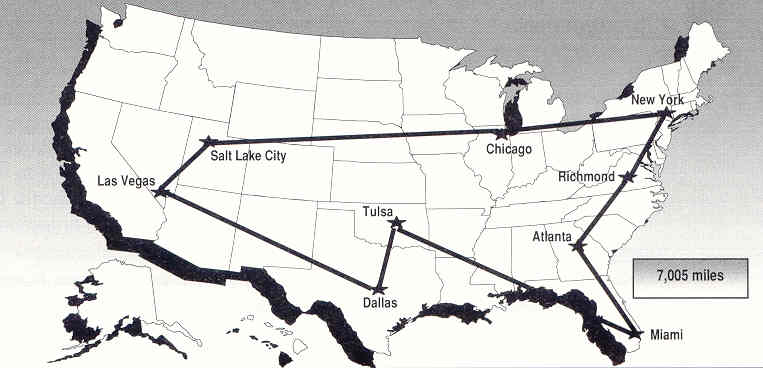 New York
Salt Lake City
Chicago
Las Vegas
Richmond
Tulsa
Atlanta
7,005 miles
Dallas
Miami